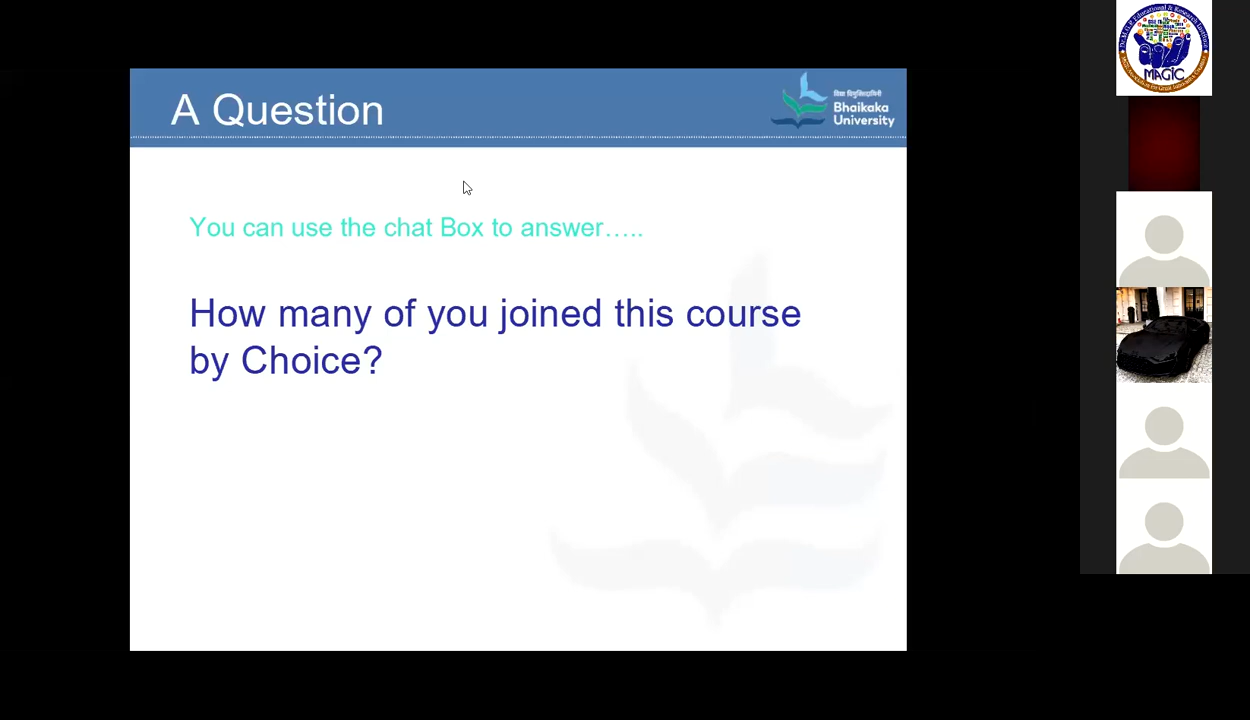 A Question
Bhaikaka
University
You can use the chat Box to answer…..
How many of you joined this course
by Choice?
MAGIC